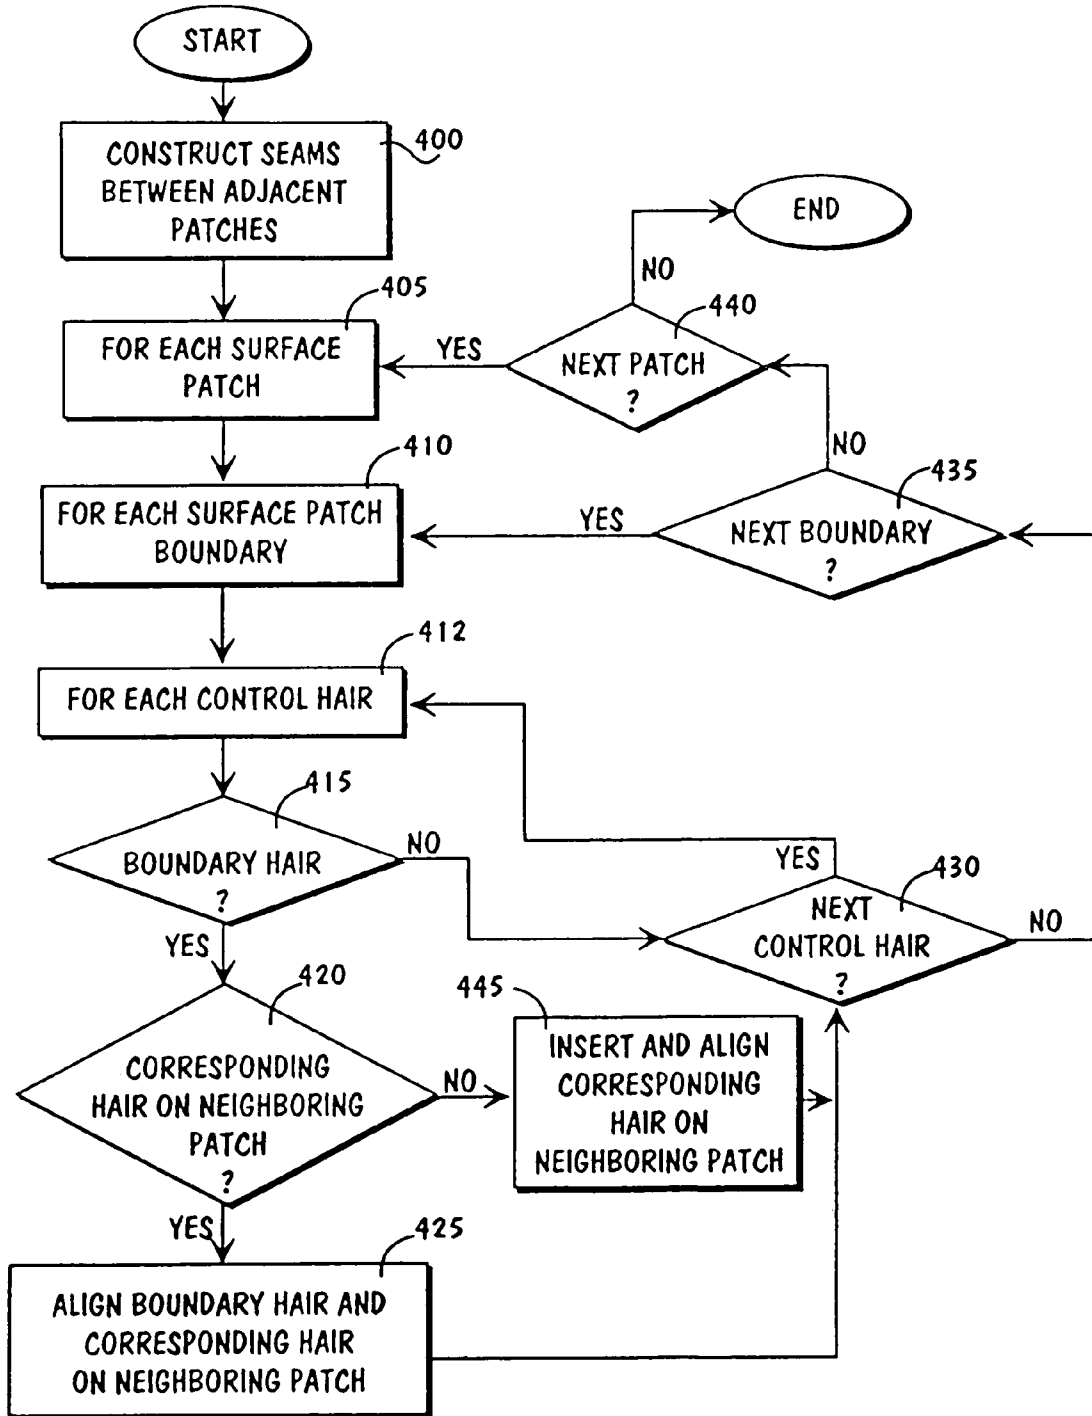 START
400
CONSTRUCT SEAMS
BETWEEN ADJACENT
PATCHES
END
NO
405
440
FOR EACH SURFACE
PATCH
YES
NEXT PATCH
?
410
NO
435
FOR EACH SURFACE PATCH
BOUNDARY
YES
NEXT BOUNDARY
?
412
FOR EACH CONTROL HAIR
415
BOUNDARY HAIR
?
NO
YES
430
NEXT
CONTROL HAIR
?
NO
YES
420
CORRESPONDING
HAIR ON NEIGHBORING
PATCH
?
NO
445
INSERT AND ALIGN
CORRESPONDING
HAIR ON
NEIGHBORING PATCH
YES
425
ALIGN BOUNDARY HAIR AND
CORRESPONDING HAIR
ON NEIGHBORING PATCH